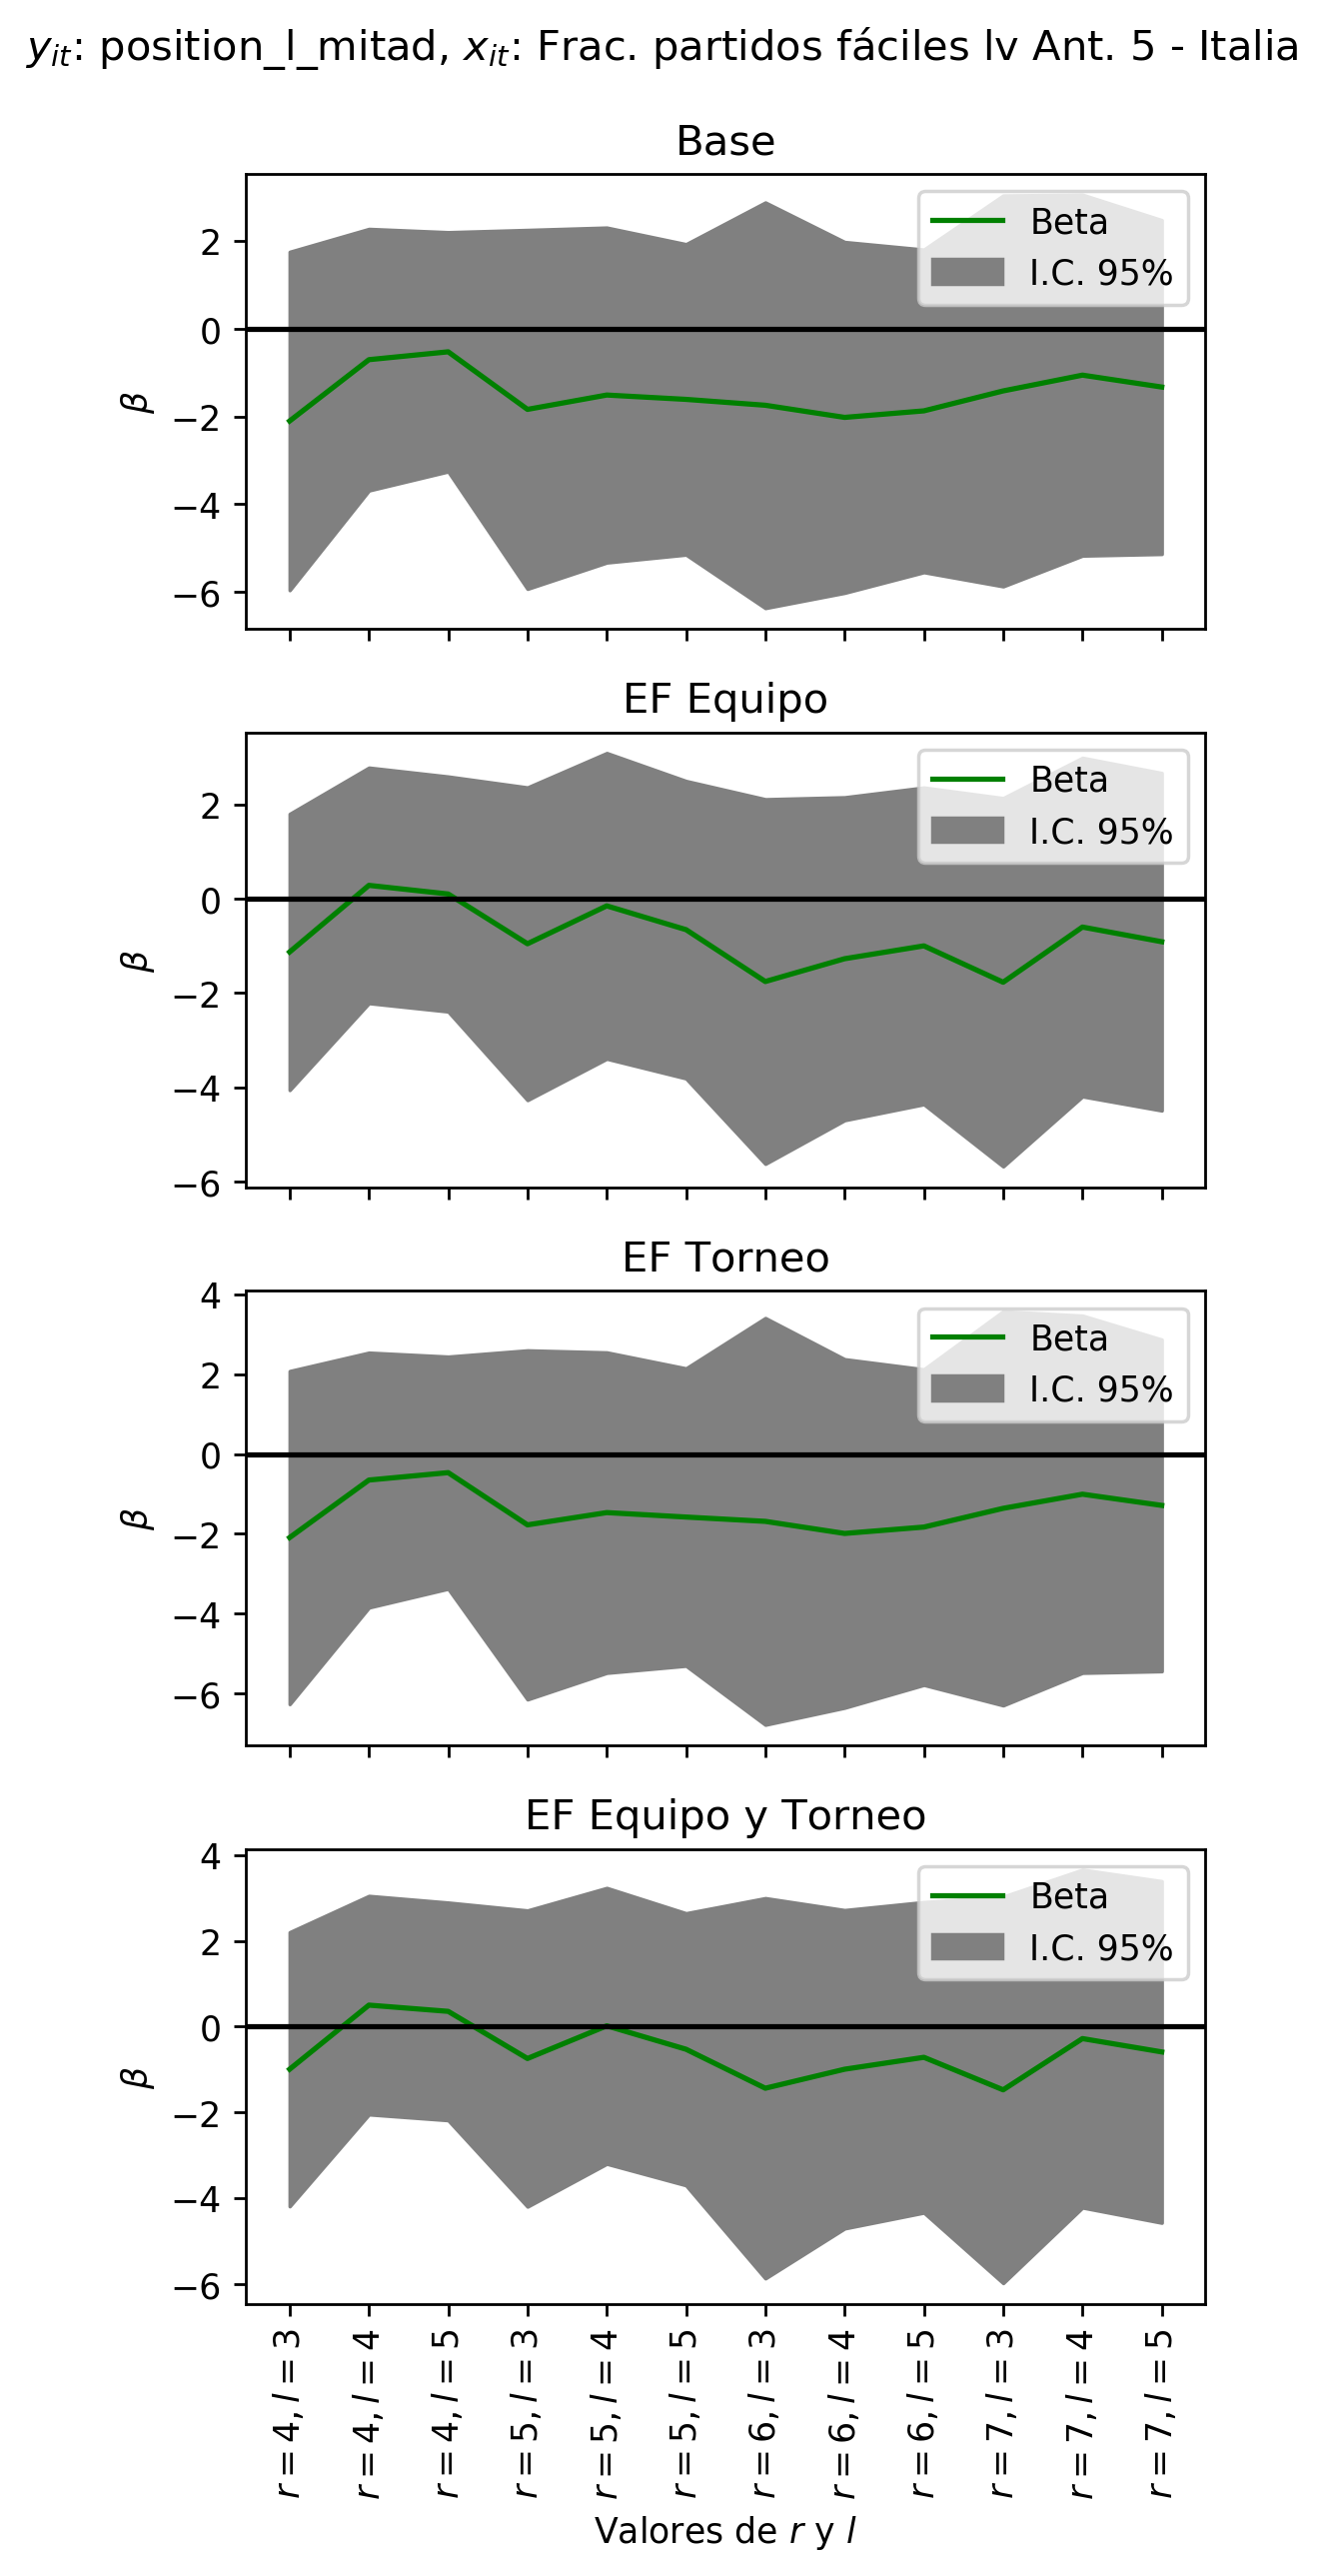 y_it: position_l_mitad, x_it: Frac. partidos fáciles lv Ant. 5 - Italia
Base
Beta
I.C. 95%
2
0
−2
−4
−6
β
EF Equipo
Beta
I.C. 95%
2
0
−2
−4
−6
β
EF Torneo
Beta
I.C. 95%
4
2
0
−2
−4
−6
β
EF Equipo y Torneo
Beta
I.C. 95%
4
2
0
−2
−4
−6
β
r = 4, l = 3
r = 4, l = 4
r = 4, l = 5
r = 5, l = 3
r = 5, l = 4
r = 5, l = 5
r = 6, l = 3
r = 6, l = 4
r = 6, l = 5
r = 7, l = 3
r = 7, l = 4
r = 7, l = 5
Valores de r y l